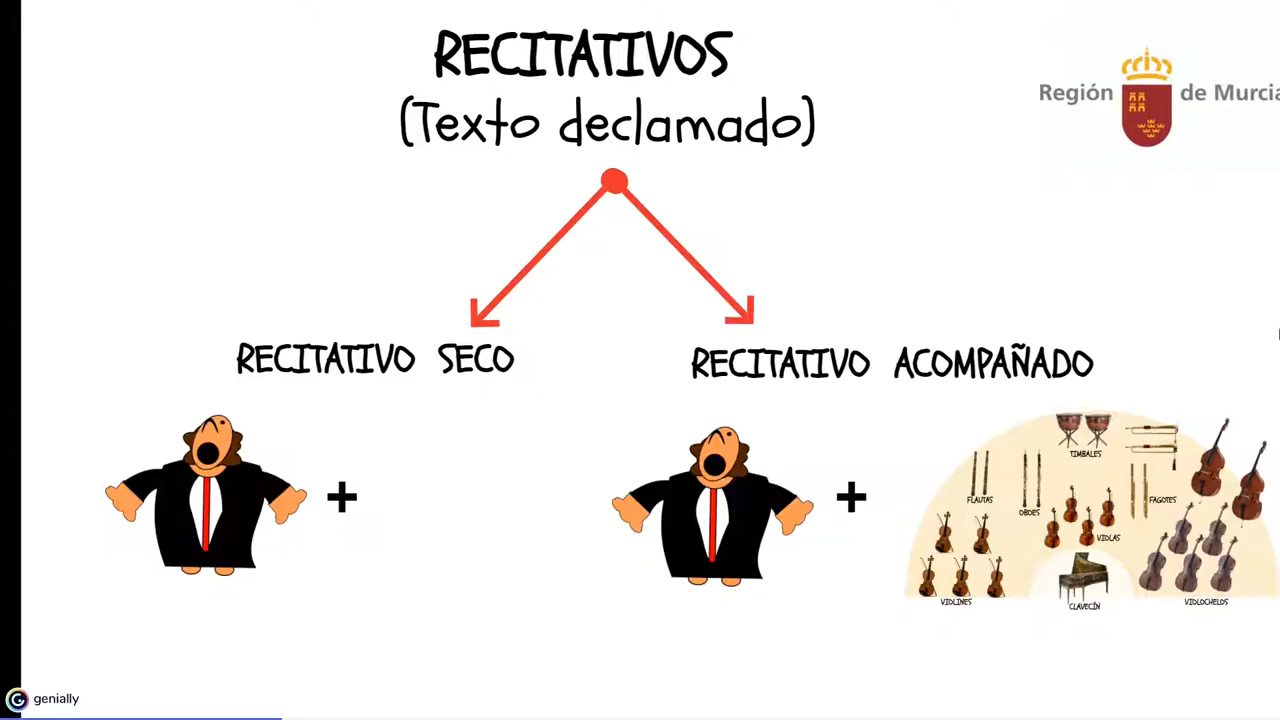 RECITATIVOS
(Texto declamado)
Región de Murcia
RECITATIVO SECO
RECITATIVO ACOMPAÑADO
+
+
TIMBALES
FLAUTAS
OBOES
FAGOTES
VIOLAS
VIOLINES
CLAVECÍN
VIOLOCHELOS
G genially